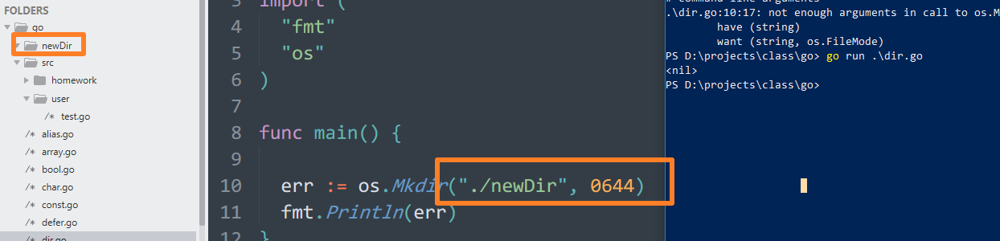 FOLDERS
go
newDir
src
homework
user
/* test.go
/* alias.go
/* array.go
/* bool.go
/* char.go
/* const.go
/* defer.go
/* dir.go
3 import (
4 "fmt"
5 "os"
6 )
7
8 func main() {
9
10 err := os.Mkdir("./newDir", 0644)
11 fmt.Println(err)
12 }
# command-line-arguments
.\dir.go:10:17: not enough arguments in call to os.M
have (string)
want (string, os.FileMode)
PS D:\projects\class\go> go run .\dir.go
<nil>
PS D:\projects\class\go>